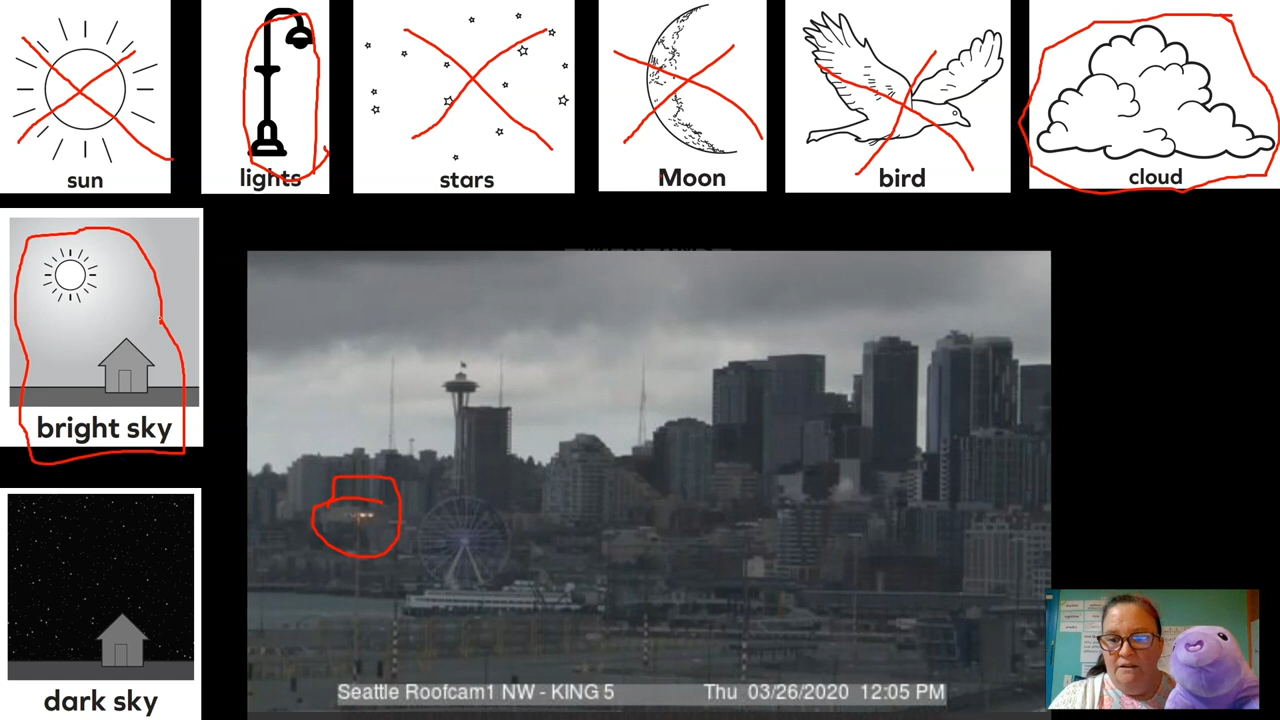 sun
lights
stars
Moon
bird
cloud
bright sky
dark sky
Seattle Roofcam1 NW - KING 5
Thu 03/26/2020 12:05 PM